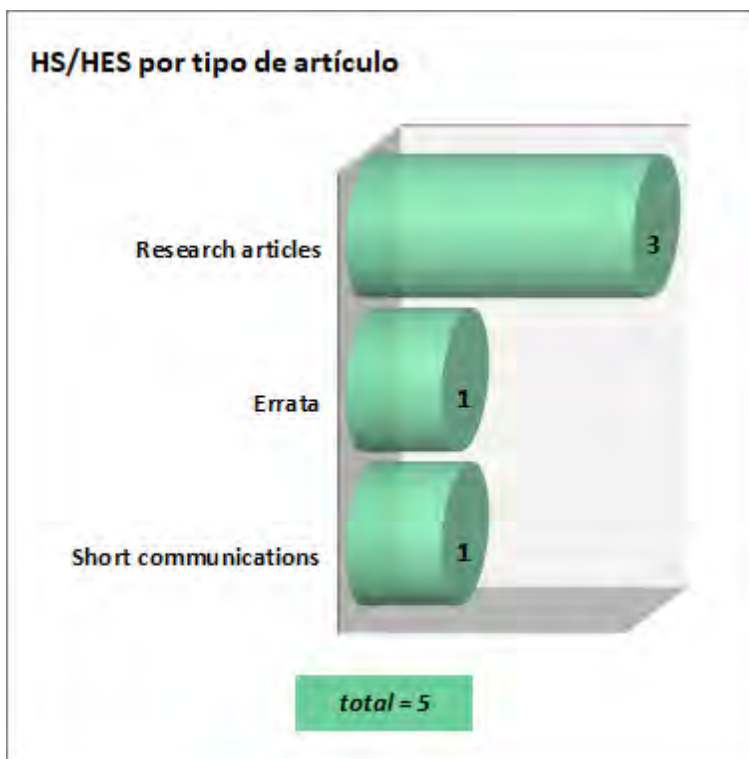 HS/HES por tipo de artículo
Research articles
3
Errata
1
Short communications
1
total = 5